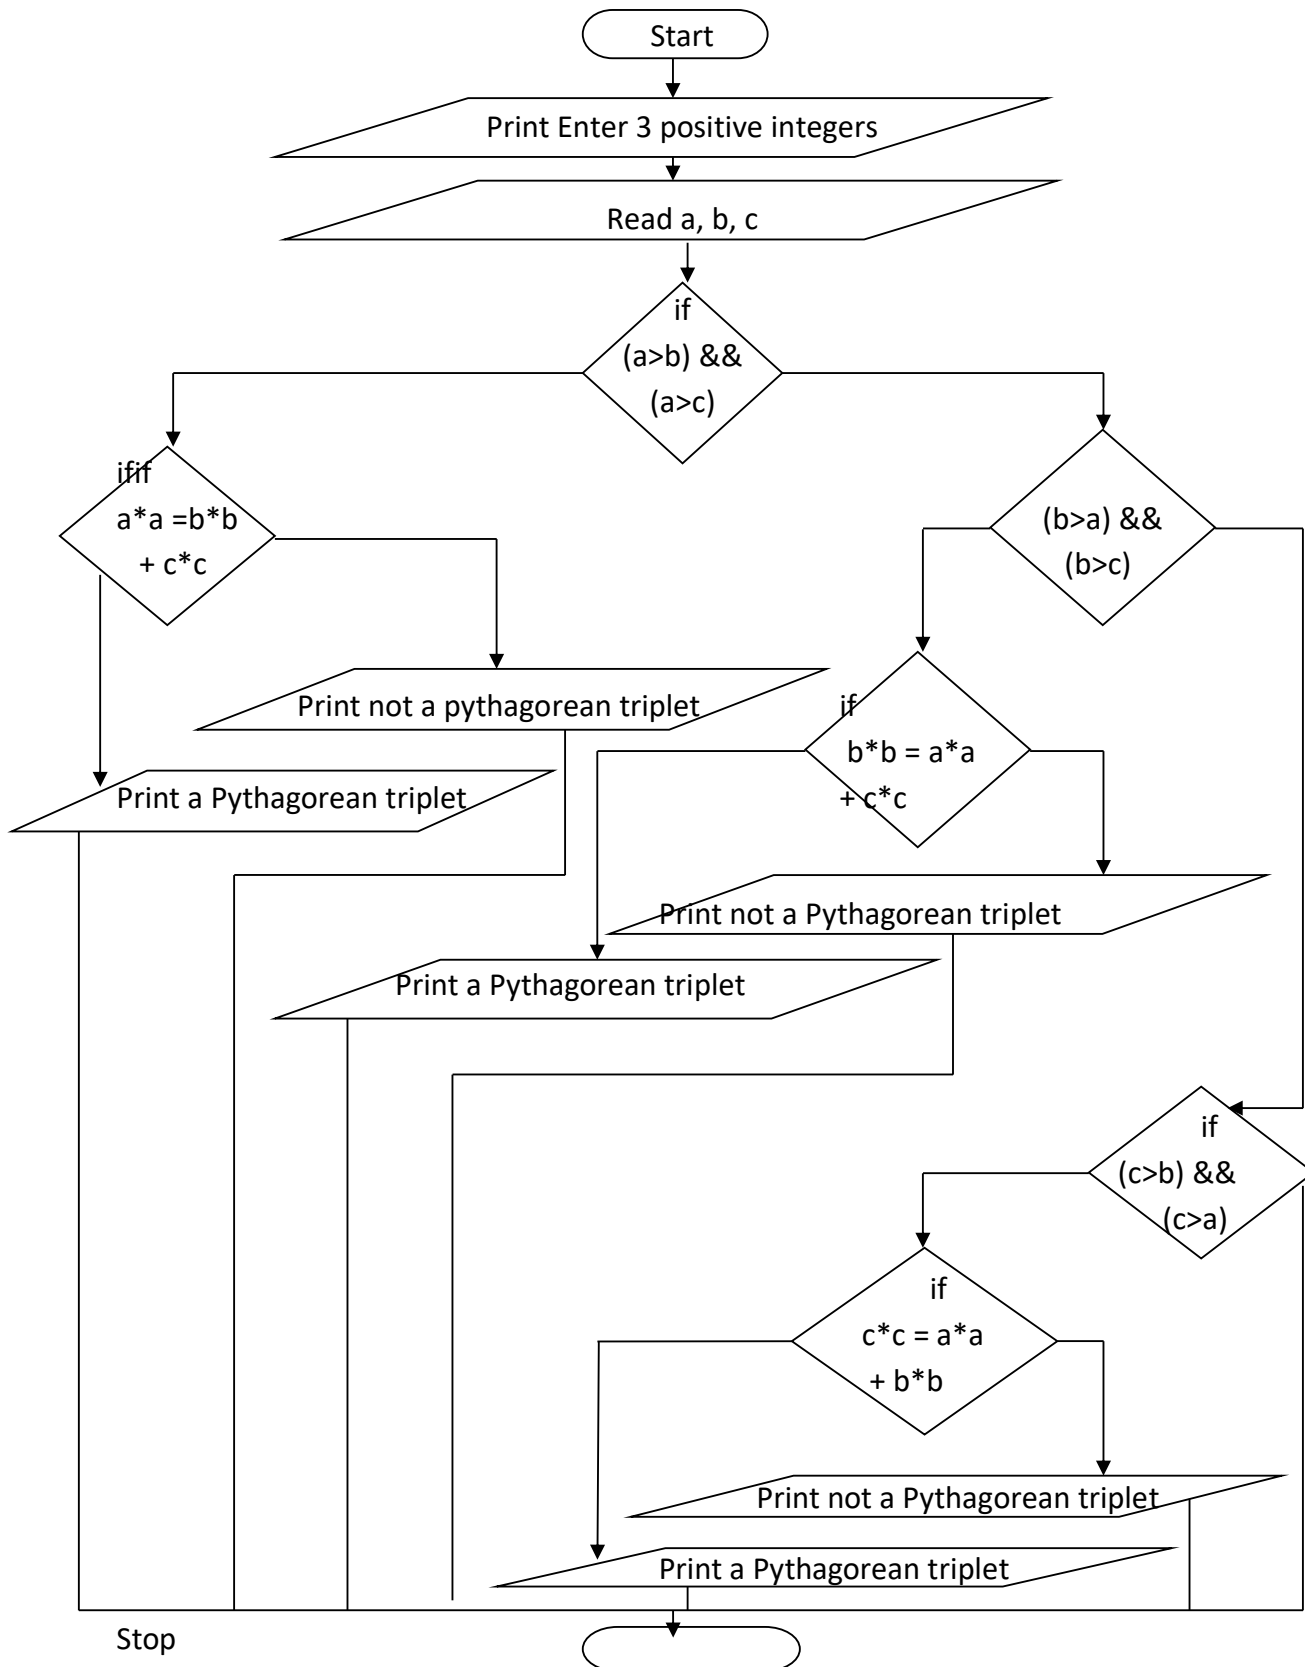 Start
Print Enter 3 positive integers
Read a, b, c
if
(a>b) &&
(a>c)
ifif
a*a =b*b
+ c*c
(b>a) &&
(b>c)
Print not a pythagorean triplet
if
b*b = a*a
+ c*c
Print a Pythagorean triplet
Print not a Pythagorean triplet
Print a Pythagorean triplet
if
(c>b) &&
(c>a)
if
c*c = a*a
+ b*b
Print not a Pythagorean triplet
Print a Pythagorean triplet
Stop